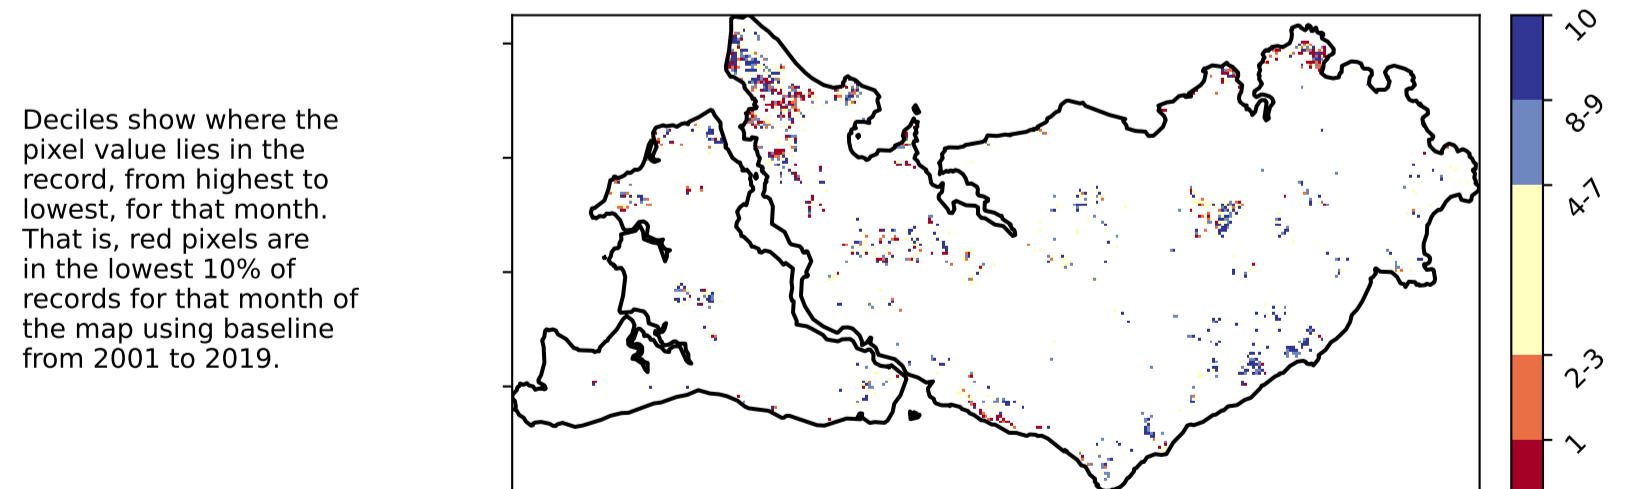 Deciles show where the
pixel value lies in the
record, from highest to
lowest, for that month.
That is, red pixels are
in the lowest 10% of
records for that month of
the map using baseline
from 2001 to 2019.
10
8-9
4-7
2-3
1